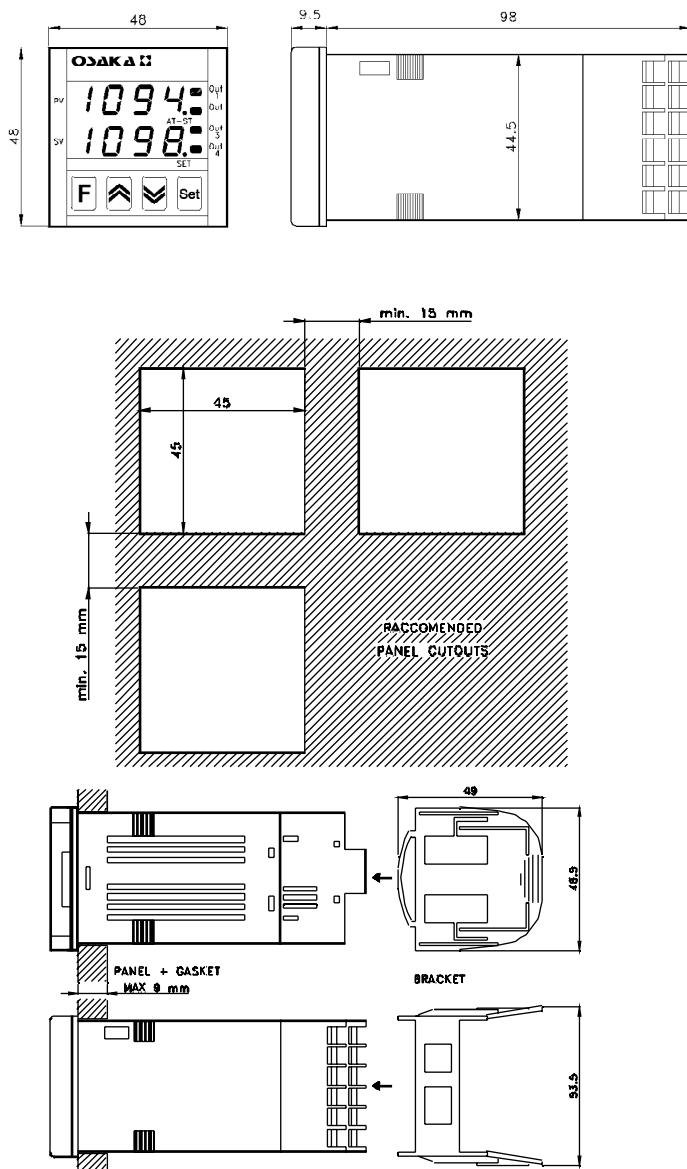 48
9.5
98
OSAKA
PV
1094.
Out
1
Out
AT-ST
SV
1098.
Out
3
Out
4
SET
F
Set
48
44.5
min. 15 mm
45
45
min. 15 mm
RACCOMENDED
PANEL CUTOUTS
49
48.5
PANEL + GASKET
MAX 9 mm
BRACKET
53.5